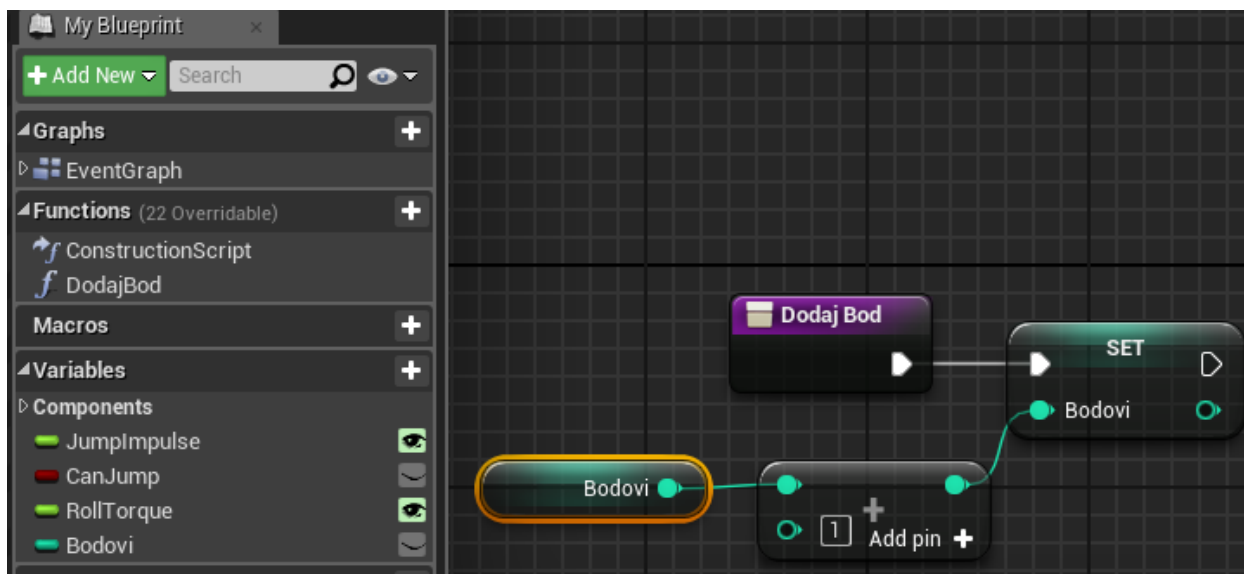 My Blueprint
Add New
Search
Graphs
EventGraph
Functions (22 Overridable)
ConstructionScript
DodajBod
Macros
Variables
Components
JumpImpulse
CanJump
RollTorque
Bodovi
Dodaj Bod
SET
Bodovi
Bodovi
1
Add pin